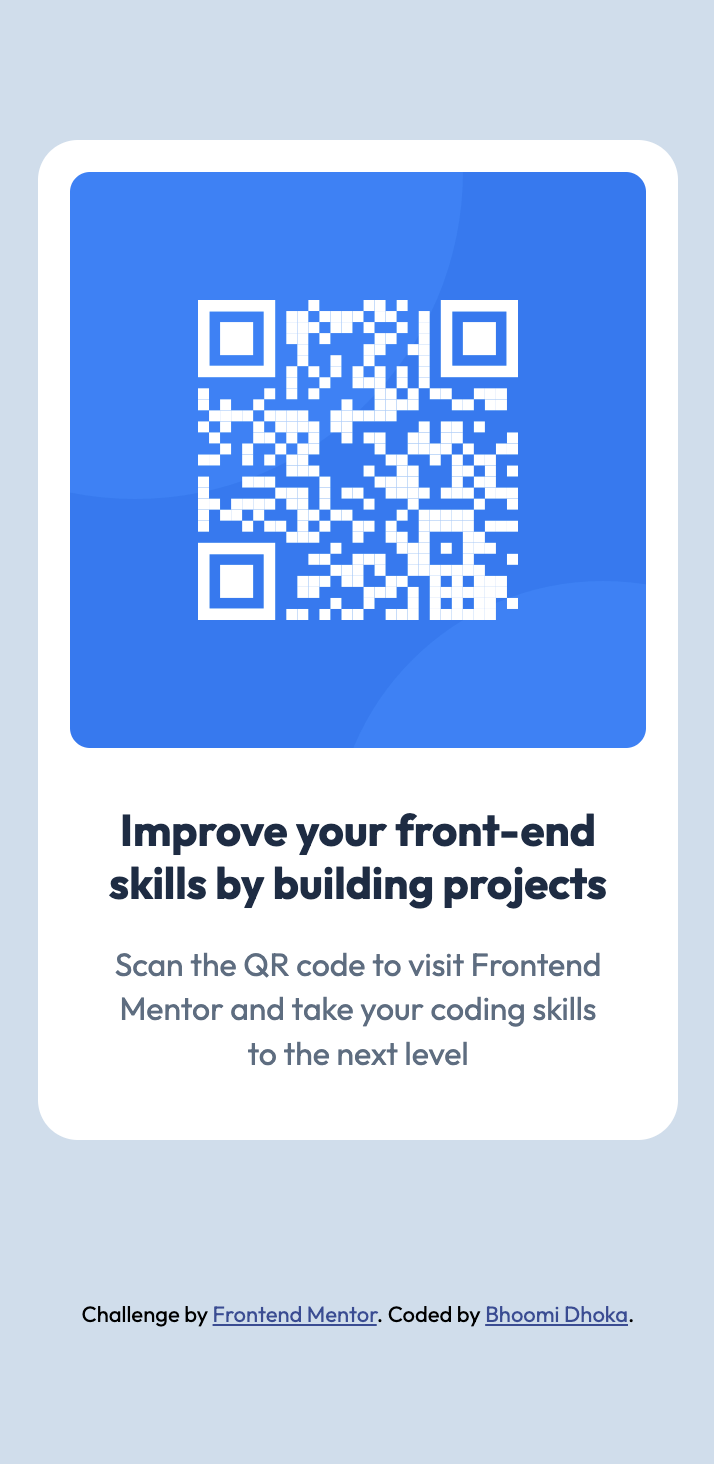 Improve your front-end
skills by building projects
Scan the QR code to visit Frontend
Mentor and take your coding skills
to the next level
Challenge by Frontend Mentor. Coded by Bhoomi Dhoka.